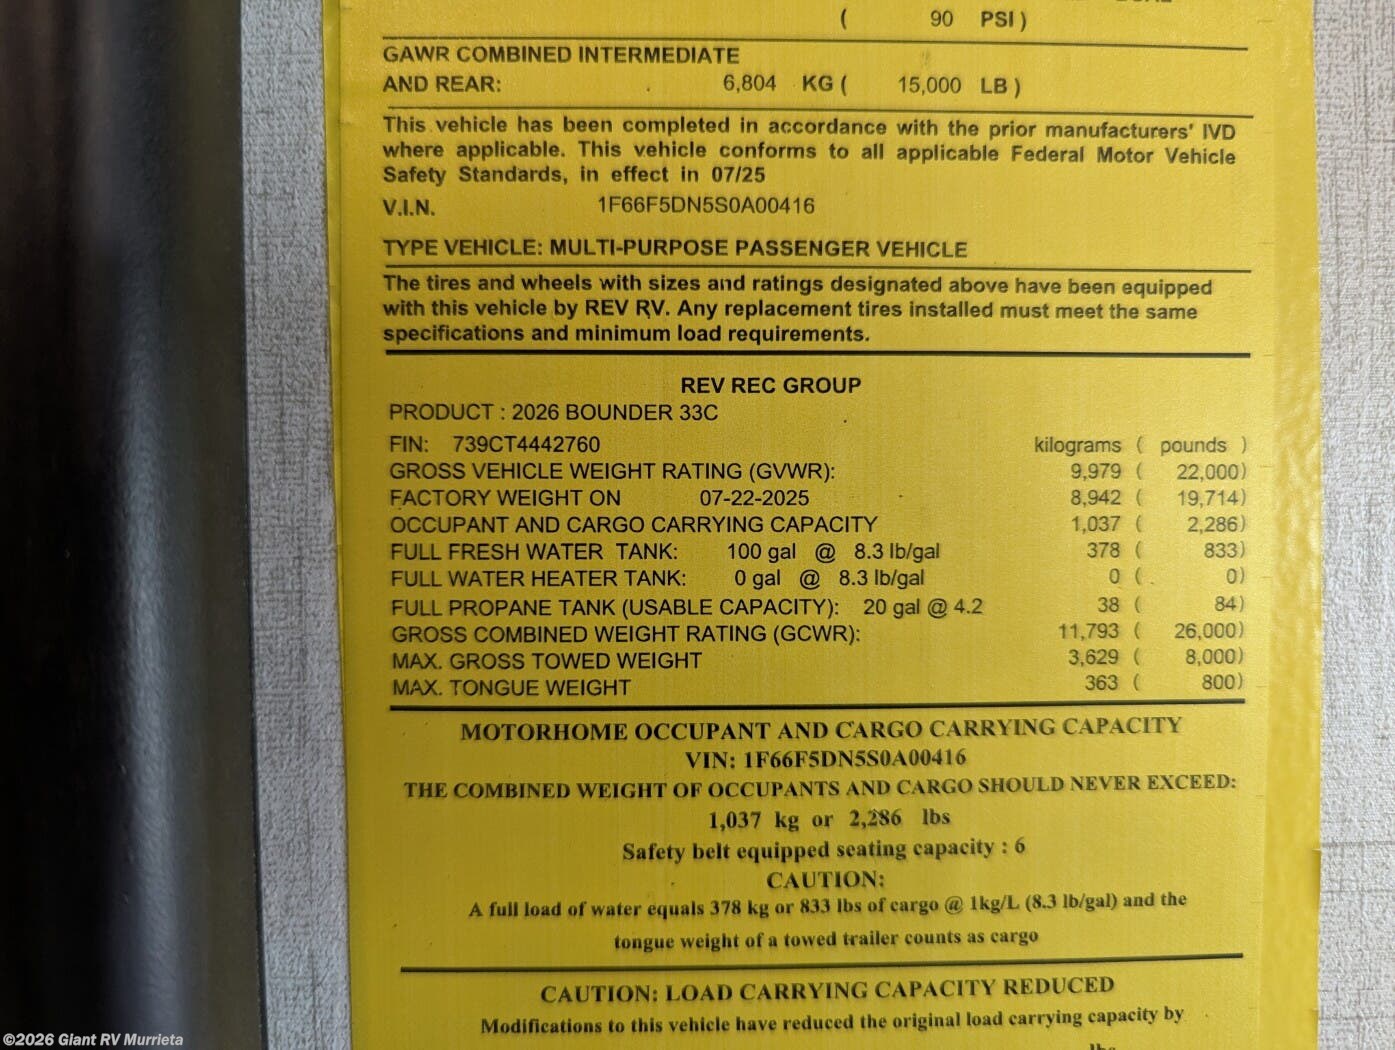 ( 90 PSI )
GAWR COMBINED INTERMEDIATE
AND REAR: 6,804 KG ( 15,000 LB )
This vehicle has been completed in accordance with the prior manufacturers' IVD
where applicable. This vehicle conforms to all applicable Federal Motor Vehicle
Safety Standards, in effect in 07/25
V.I.N. 1F66F5DN5S0A00416
TYPE VEHICLE: MULTI-PURPOSE PASSENGER VEHICLE
The tires and wheels with sizes and ratings designated above have been equipped
with this vehicle by REV RV. Any replacement tires installed must meet the same
specifications and minimum load requirements.
REV REC GROUP
PRODUCT : 2026 BOUNDER 33C
FIN: 739CT4442760 kilograms ( pounds )
GROSS VEHICLE WEIGHT RATING (GVWR): 9,979 ( 22,000)
FACTORY WEIGHT ON 07-22-2025 8,942 ( 19,714)
OCCUPANT AND CARGO CARRYING CAPACITY 1,037 ( 2,286)
FULL FRESH WATER TANK: 100 gal @ 8.3 lb/gal 378 ( 833)
FULL WATER HEATER TANK: 0 gal @ 8.3 lb/gal 0 ( 0)
FULL PROPANE TANK (USABLE CAPACITY): 20 gal @ 4.2 38 ( 84)
GROSS COMBINED WEIGHT RATING (GCWR): 11,793 ( 26,000)
MAX. GROSS TOWED WEIGHT 3,629 ( 8,000)
MAX. TONGUE WEIGHT 363 ( 800)
MOTORHOME OCCUPANT AND CARGO CARRYING CAPACITY
VIN: 1F66F5DN5S0A00416
THE COMBINED WEIGHT OF OCCUPANTS AND CARGO SHOULD NEVER EXCEED:
1,037 kg or 2,286 lbs
Safety belt equipped seating capacity : 6
CAUTION:
A full load of water equals 378 kg or 833 lbs of cargo @ 1kg/L (8.3 lb/gal) and the
tongue weight of a towed trailer counts as cargo
CAUTION: LOAD CARRYING CAPACITY REDUCED
Modifications to this vehicle have reduced the original load carrying capacity by
©2026 Giant RV Murrieta